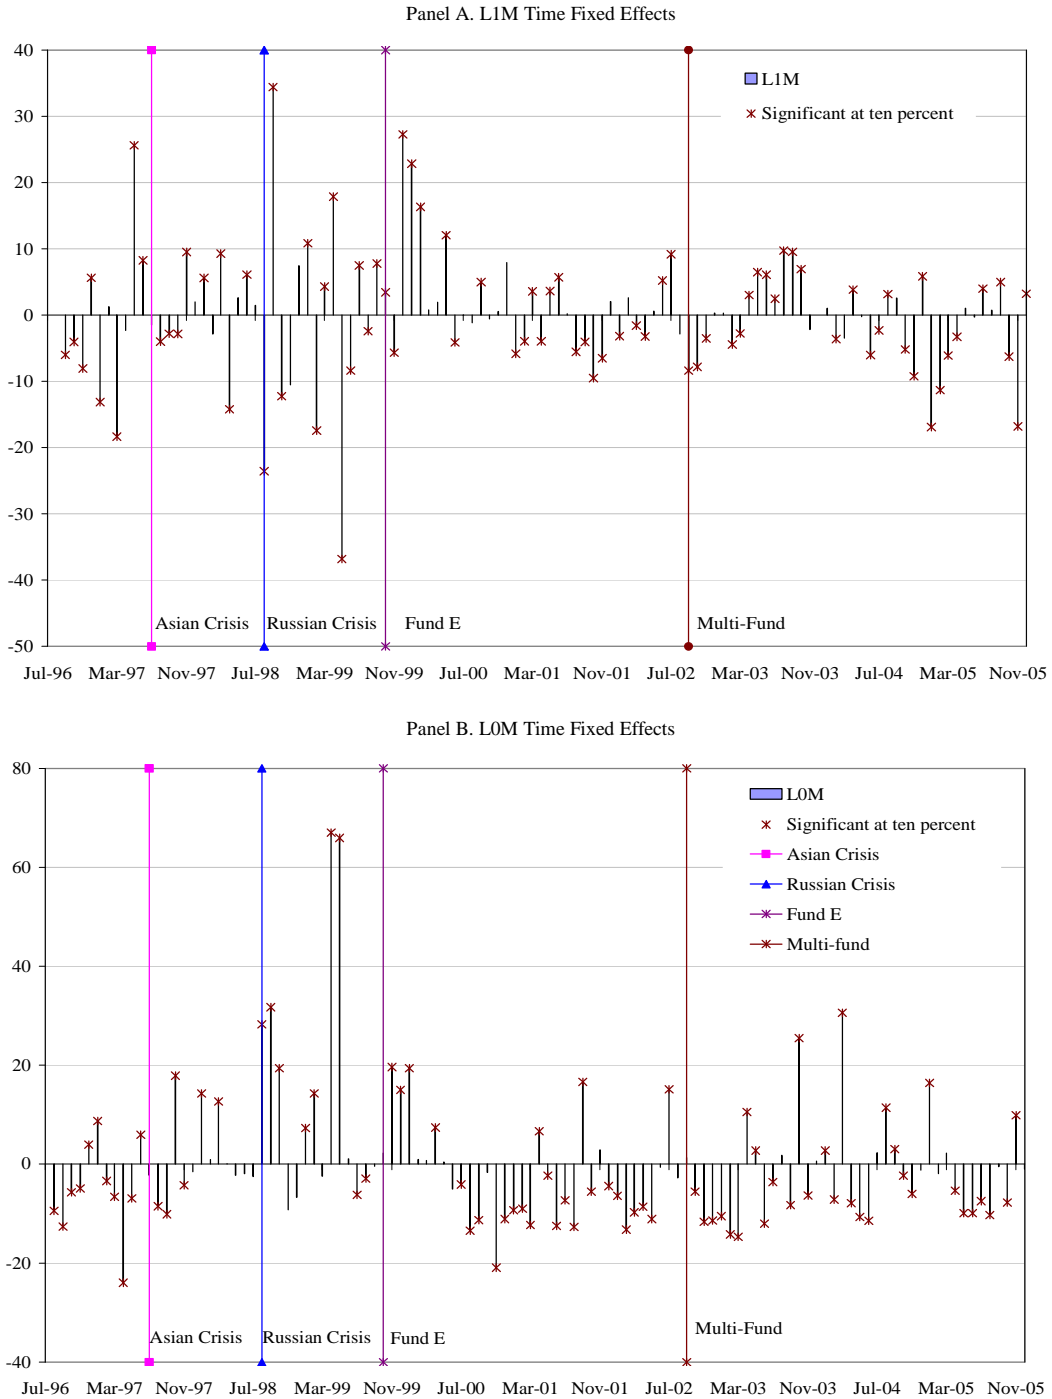 Panel A. L1M Time Fixed Effects
40
30
20
10
0
-10
-20
-30
-40
-50
L1M
Significant at ten percent
Asian Crisis Russian Crisis Fund E Multi-Fund
Jul-96 Mar-97 Nov-97 Jul-98 Mar-99 Nov-99 Jul-00 Mar-01 Nov-01 Jul-02 Mar-03 Nov-03 Jul-04 Mar-05 Nov-05
Panel B. L0M Time Fixed Effects
80
60
40
20
0
-20
-40
L0M
Significant at ten percent
Asian Crisis
Russian Crisis
Fund E
Multi-fund
Asian Crisis Russian Crisis Fund E Multi-Fund
Jul-96 Mar-97 Nov-97 Jul-98 Mar-99 Nov-99 Jul-00 Mar-01 Nov-01 Jul-02 Mar-03 Nov-03 Jul-04 Mar-05 Nov-05